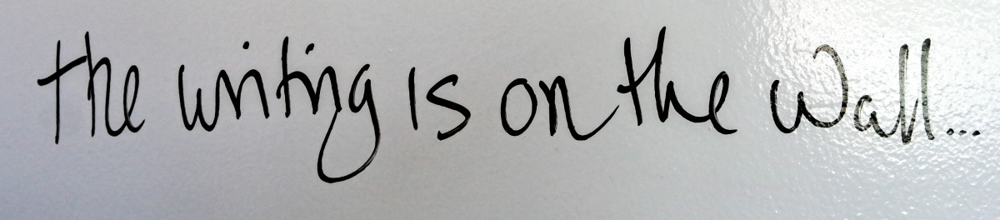 the writing is on the wall...